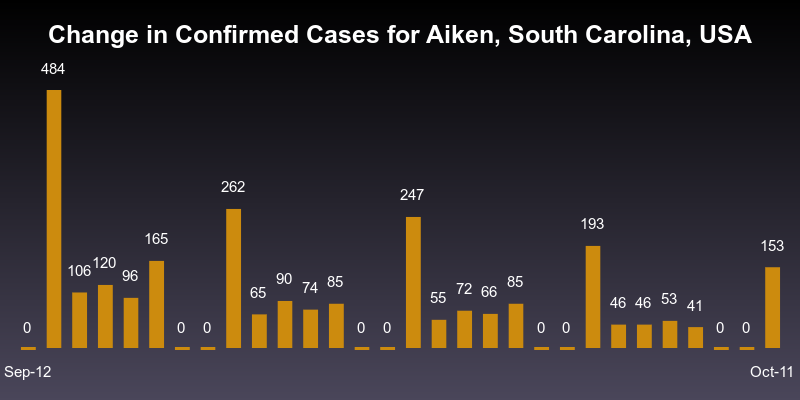 Change in Confirmed Cases for Aiken, South Carolina, USA
484
262
247
193
165
153
106 120 96
65 90 74 85
55 72 66 85
46 46 53 41
0 0 0 0 0 0 0 0 0
Sep-12 Oct-11